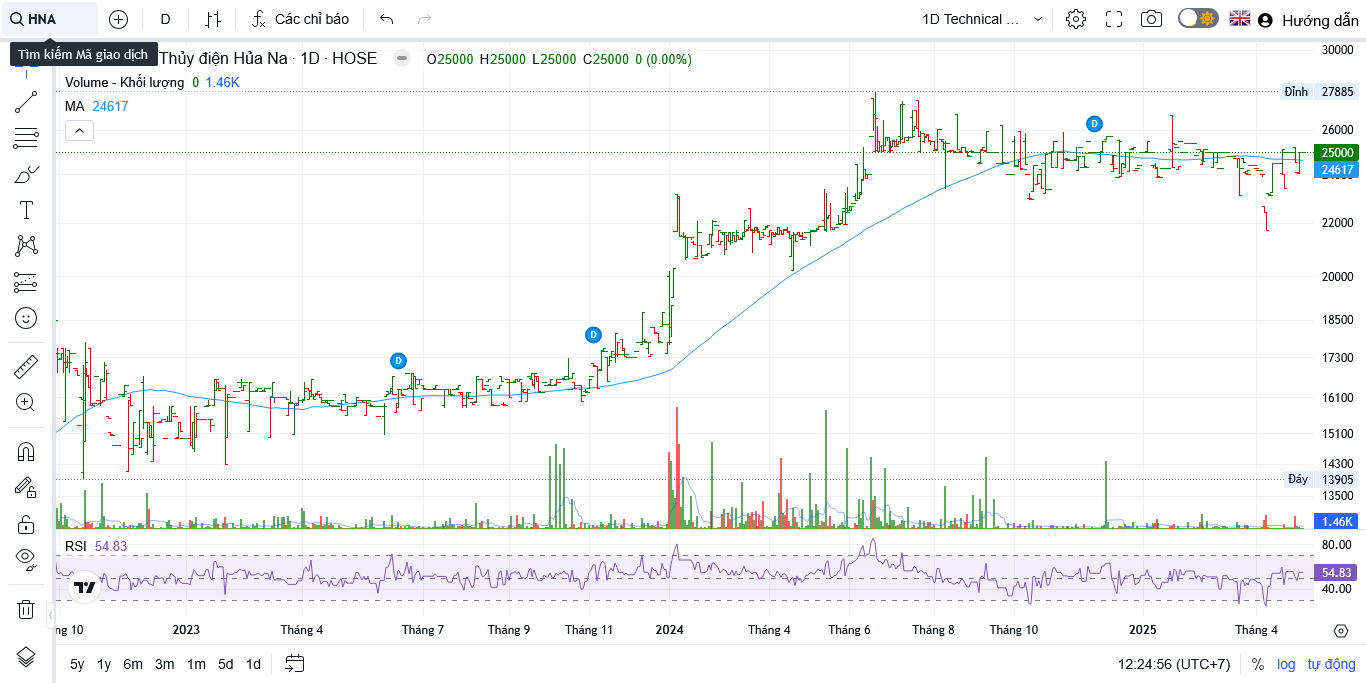 HNA D Các chỉ báo 1D Technical ... Hướng dẫn
Tìm kiếm Mã giao dịch
Thủy điện Hủa Na · 1D · HOSE O25000 H25000 L25000 C25000 0 (0.00%)
Volume - Khối lượng 0 1.46K
MA 24617
30000
Đỉnh 27885
26000
25000
24617
22000
20000
18500
17300
16100
15100
14300
Đáy 13905
13500
1.46K
D
D
D
RSI 54.83
80.00
54.83
40.00
ng 10 2023 Tháng 4 Tháng 7 Tháng 9 Tháng 11 2024 Tháng 4 Tháng 6 Tháng 8 Tháng 10 2025 Tháng 4
5y 1y 6m 3m 1m 5d 1d 12:24:56 (UTC+7) % log tự động